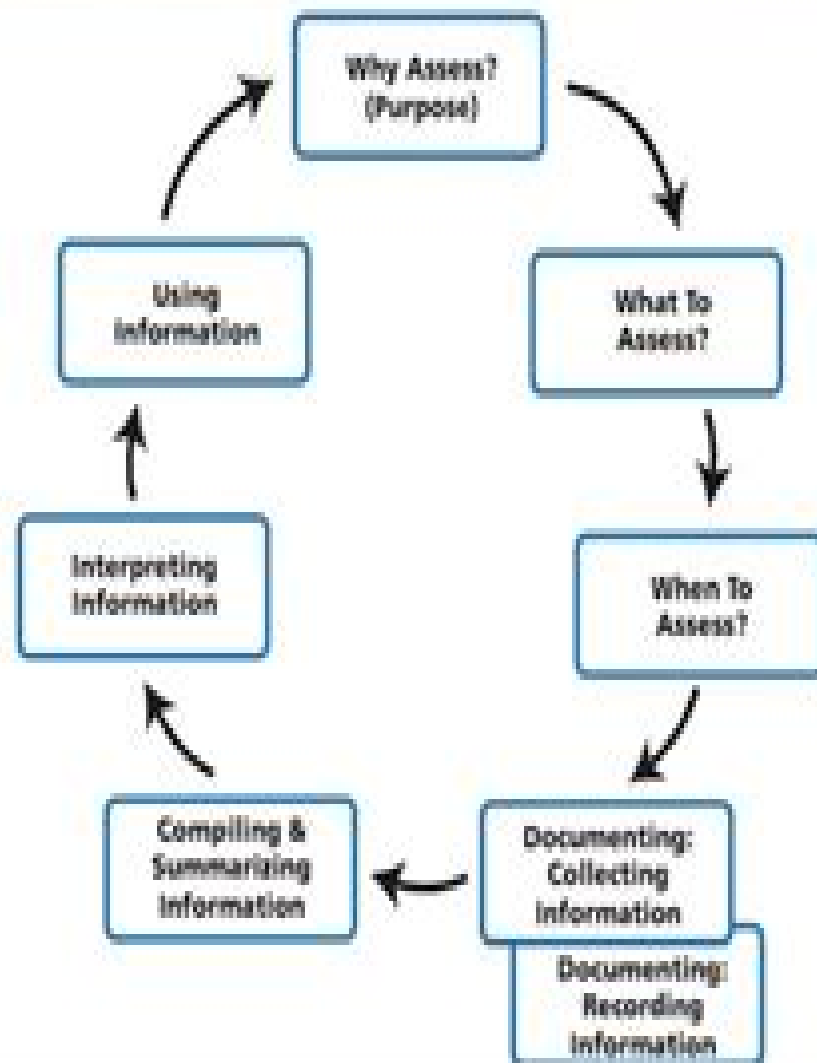 Why Assess?
(Purpose)
What To
Assess?
When To
Assess?
Documenting:
Collecting
Information
Documenting:
Recording
Information
Compiling &
Summarizing
Information
Interpreting
Information
Using
Information